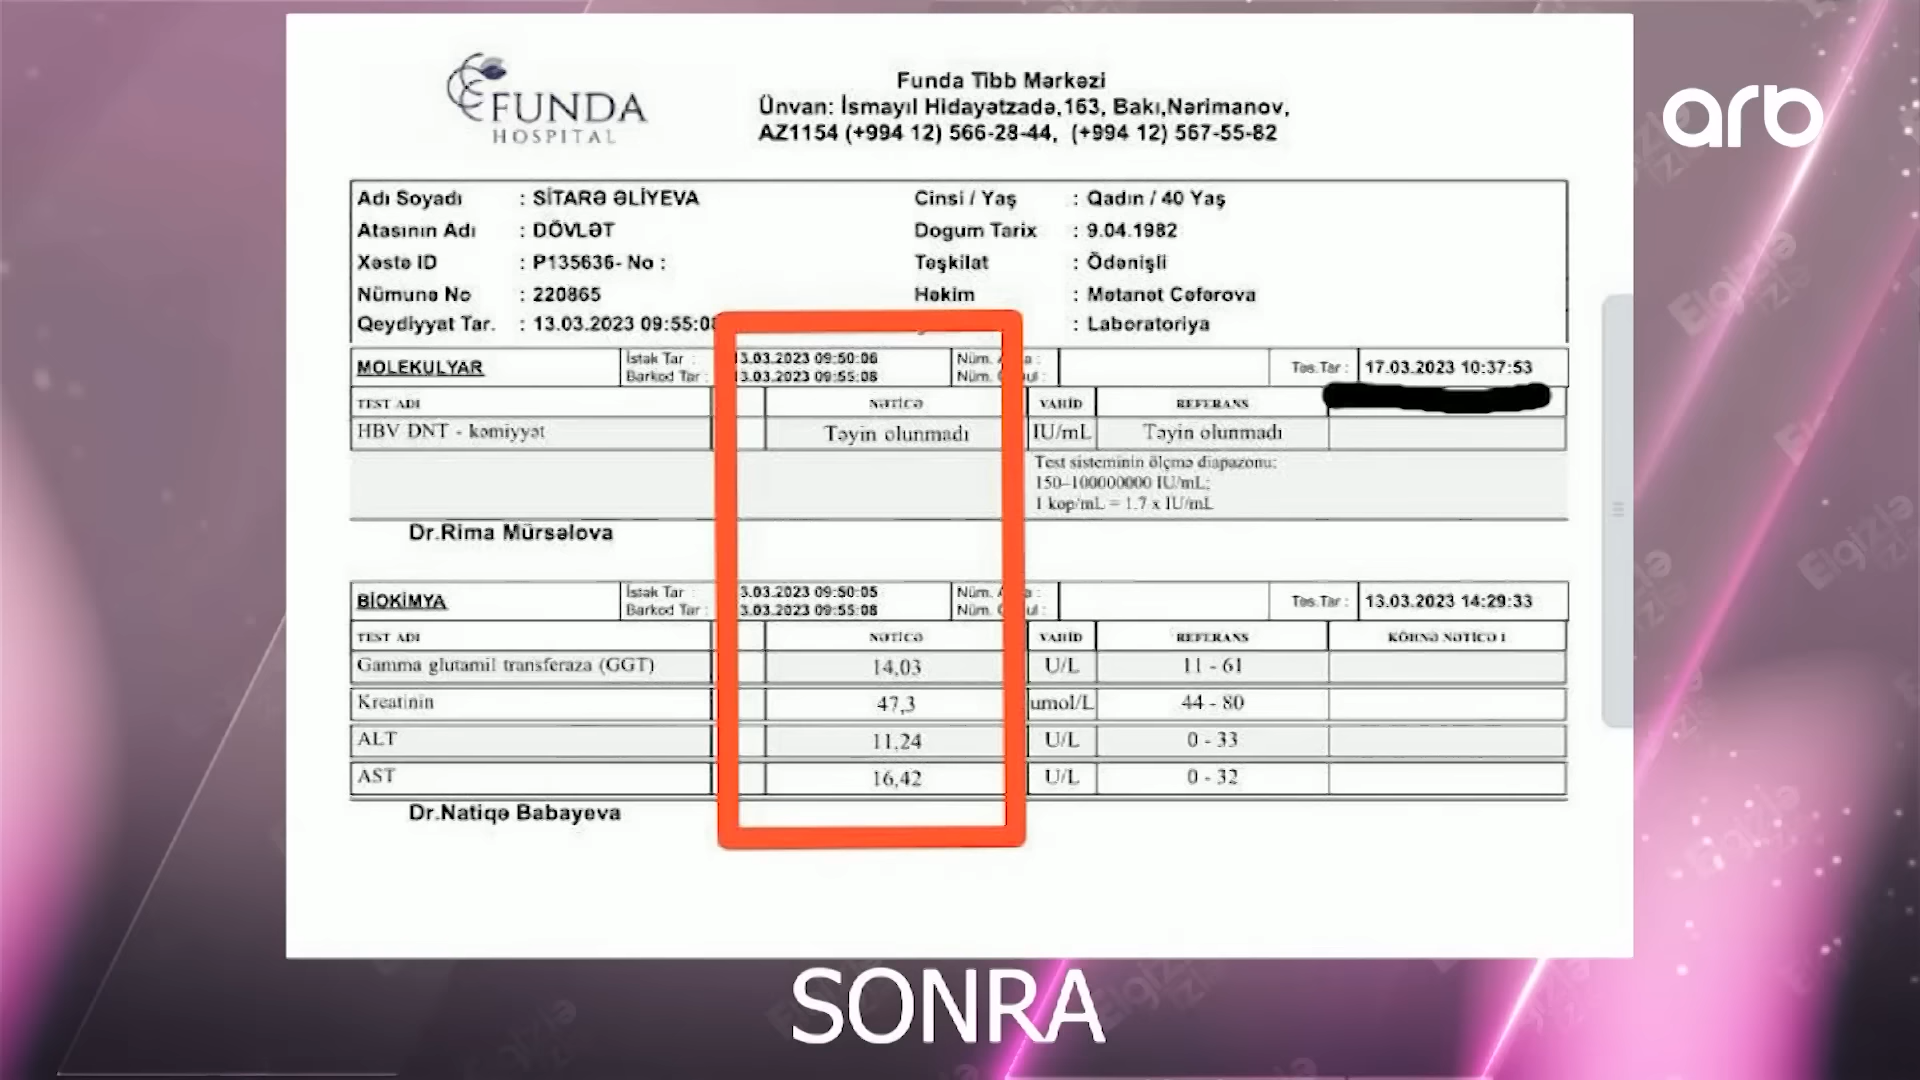 arb
FUNDA
HOSPITAL
Funda Tibb Mərkəzi
Ünvan: İsmayıl Hidayətzadə,163, Bakı,Nərimanov,
AZ1154 (+994 12) 566-28-44, (+994 12) 567-55-82
Adı Soyadı : SİTARƏ ƏLİYEVA Cinsi / Yaş : Qadın / 40 Yaş
Atasının Adı : DÖVLƏT Dogum Tarix : 9.04.1982
Xəstə ID : P135636- No : Təşkilat : Ödənişli
Nümunə No : 220865 Həkim : Mətanət Cəfərova
Qeydiyyat Tar. : 13.03.2023 09:55:08 : Laboratoriya
MOLEKULYAR İstək Tar : 13.03.2023 09:50:06 Nüm. Təs.Tar : 17.03.2023 10:37:53
Barkod Tar : 13.03.2023 09:55:08 Nüm.
TEST ADI NƏTİCƏ VAHİD REFERANS
HBV DNT - kəmiyyət Təyin olunmadı IU/mL Təyin olunmadı
Test sisteminin ölçmə diapazonu:
150–100000000 IU/mL;
1 kop/mL = 1.7 x IU/mL
Dr.Rima Mürsəlova
BİOKİMYA İstək Tar : 3.03.2023 09:50:05 Nüm. Təs.Tar : 13.03.2023 14:29:33
Barkod Tar : 3.03.2023 09:55:08 Nüm.
TEST ADI NƏTİCƏ VAHİD REFERANS KÖHNƏ NƏTİCƏ 1
Gamma glutamil transferaza (GGT) 14,03 U/L 11 - 61
Kreatinin 47,3 umol/L 44 - 80
ALT 11,24 U/L 0 - 33
AST 16,42 U/L 0 - 32
Dr.Natiqə Babayeva
SONRA